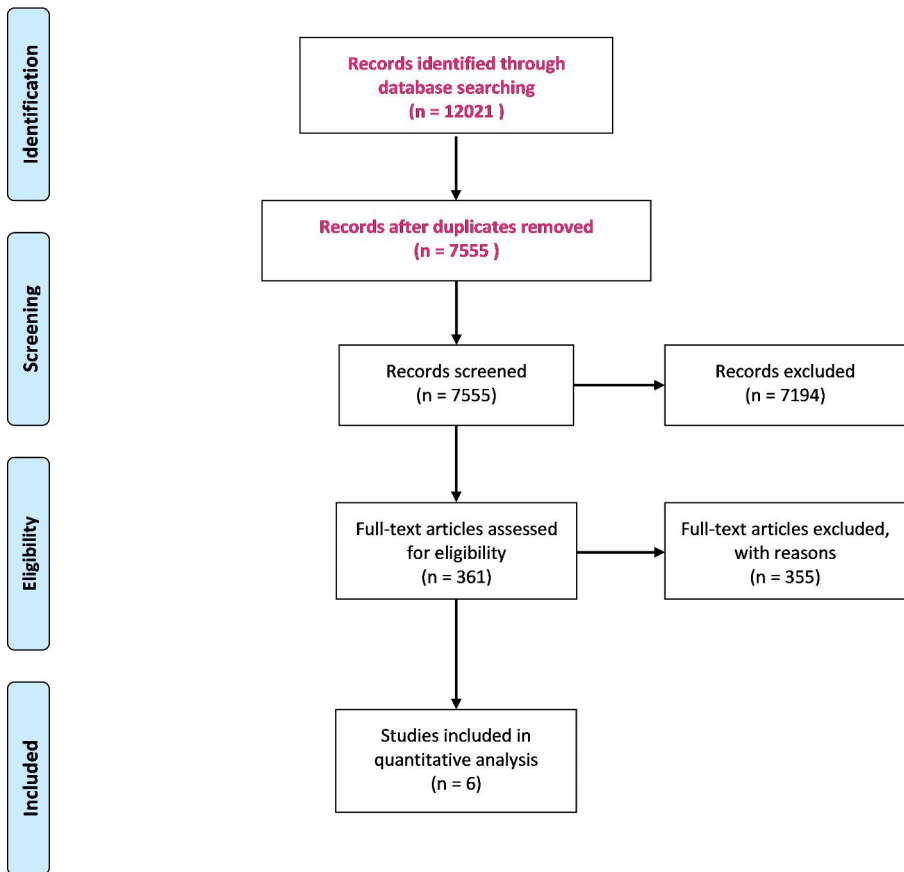 Identification
Records identified through
database searching
(n = 12021 )
Records after duplicates removed
(n = 7555 )
Screening
Records screened
(n = 7555)
Records excluded
(n = 7194)
Eligibility
Full-text articles assessed
for eligibility
(n = 361)
Full-text articles excluded,
with reasons
(n = 355)
Included
Studies included in
quantitative analysis
(n = 6)